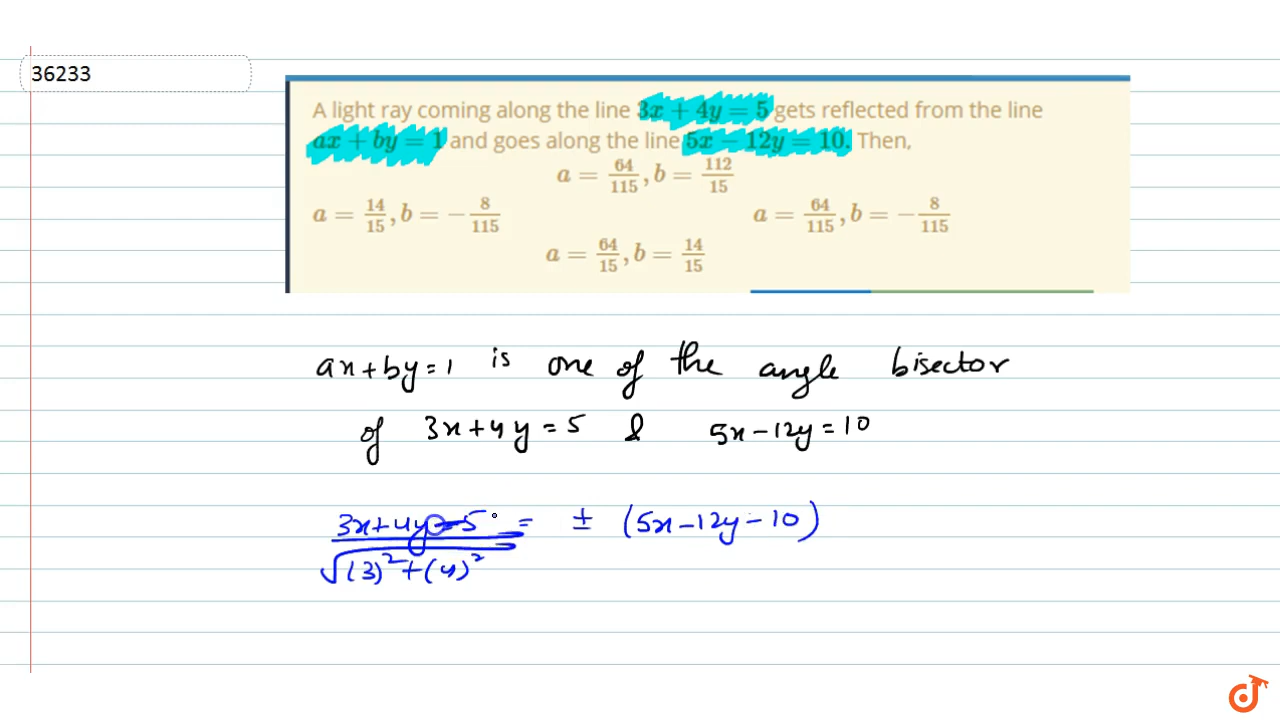 36233
A light ray coming along the line 3x + 4y = 5 gets reflected from the line
ax + by = 1 and goes along the line 5x − 12y = 10. Then,
a = 64/115, b = 112/15
a = 14/15, b = − 8/115 a = 64/115, b = − 8/115
a = 64/15, b = 14/15
ax+by=1 is one of the angle bisector
of 3x+4y=5 & 5x-12y=10
3x+4y-5 / √(3)²+(4)² = ± (5x-12y-10)